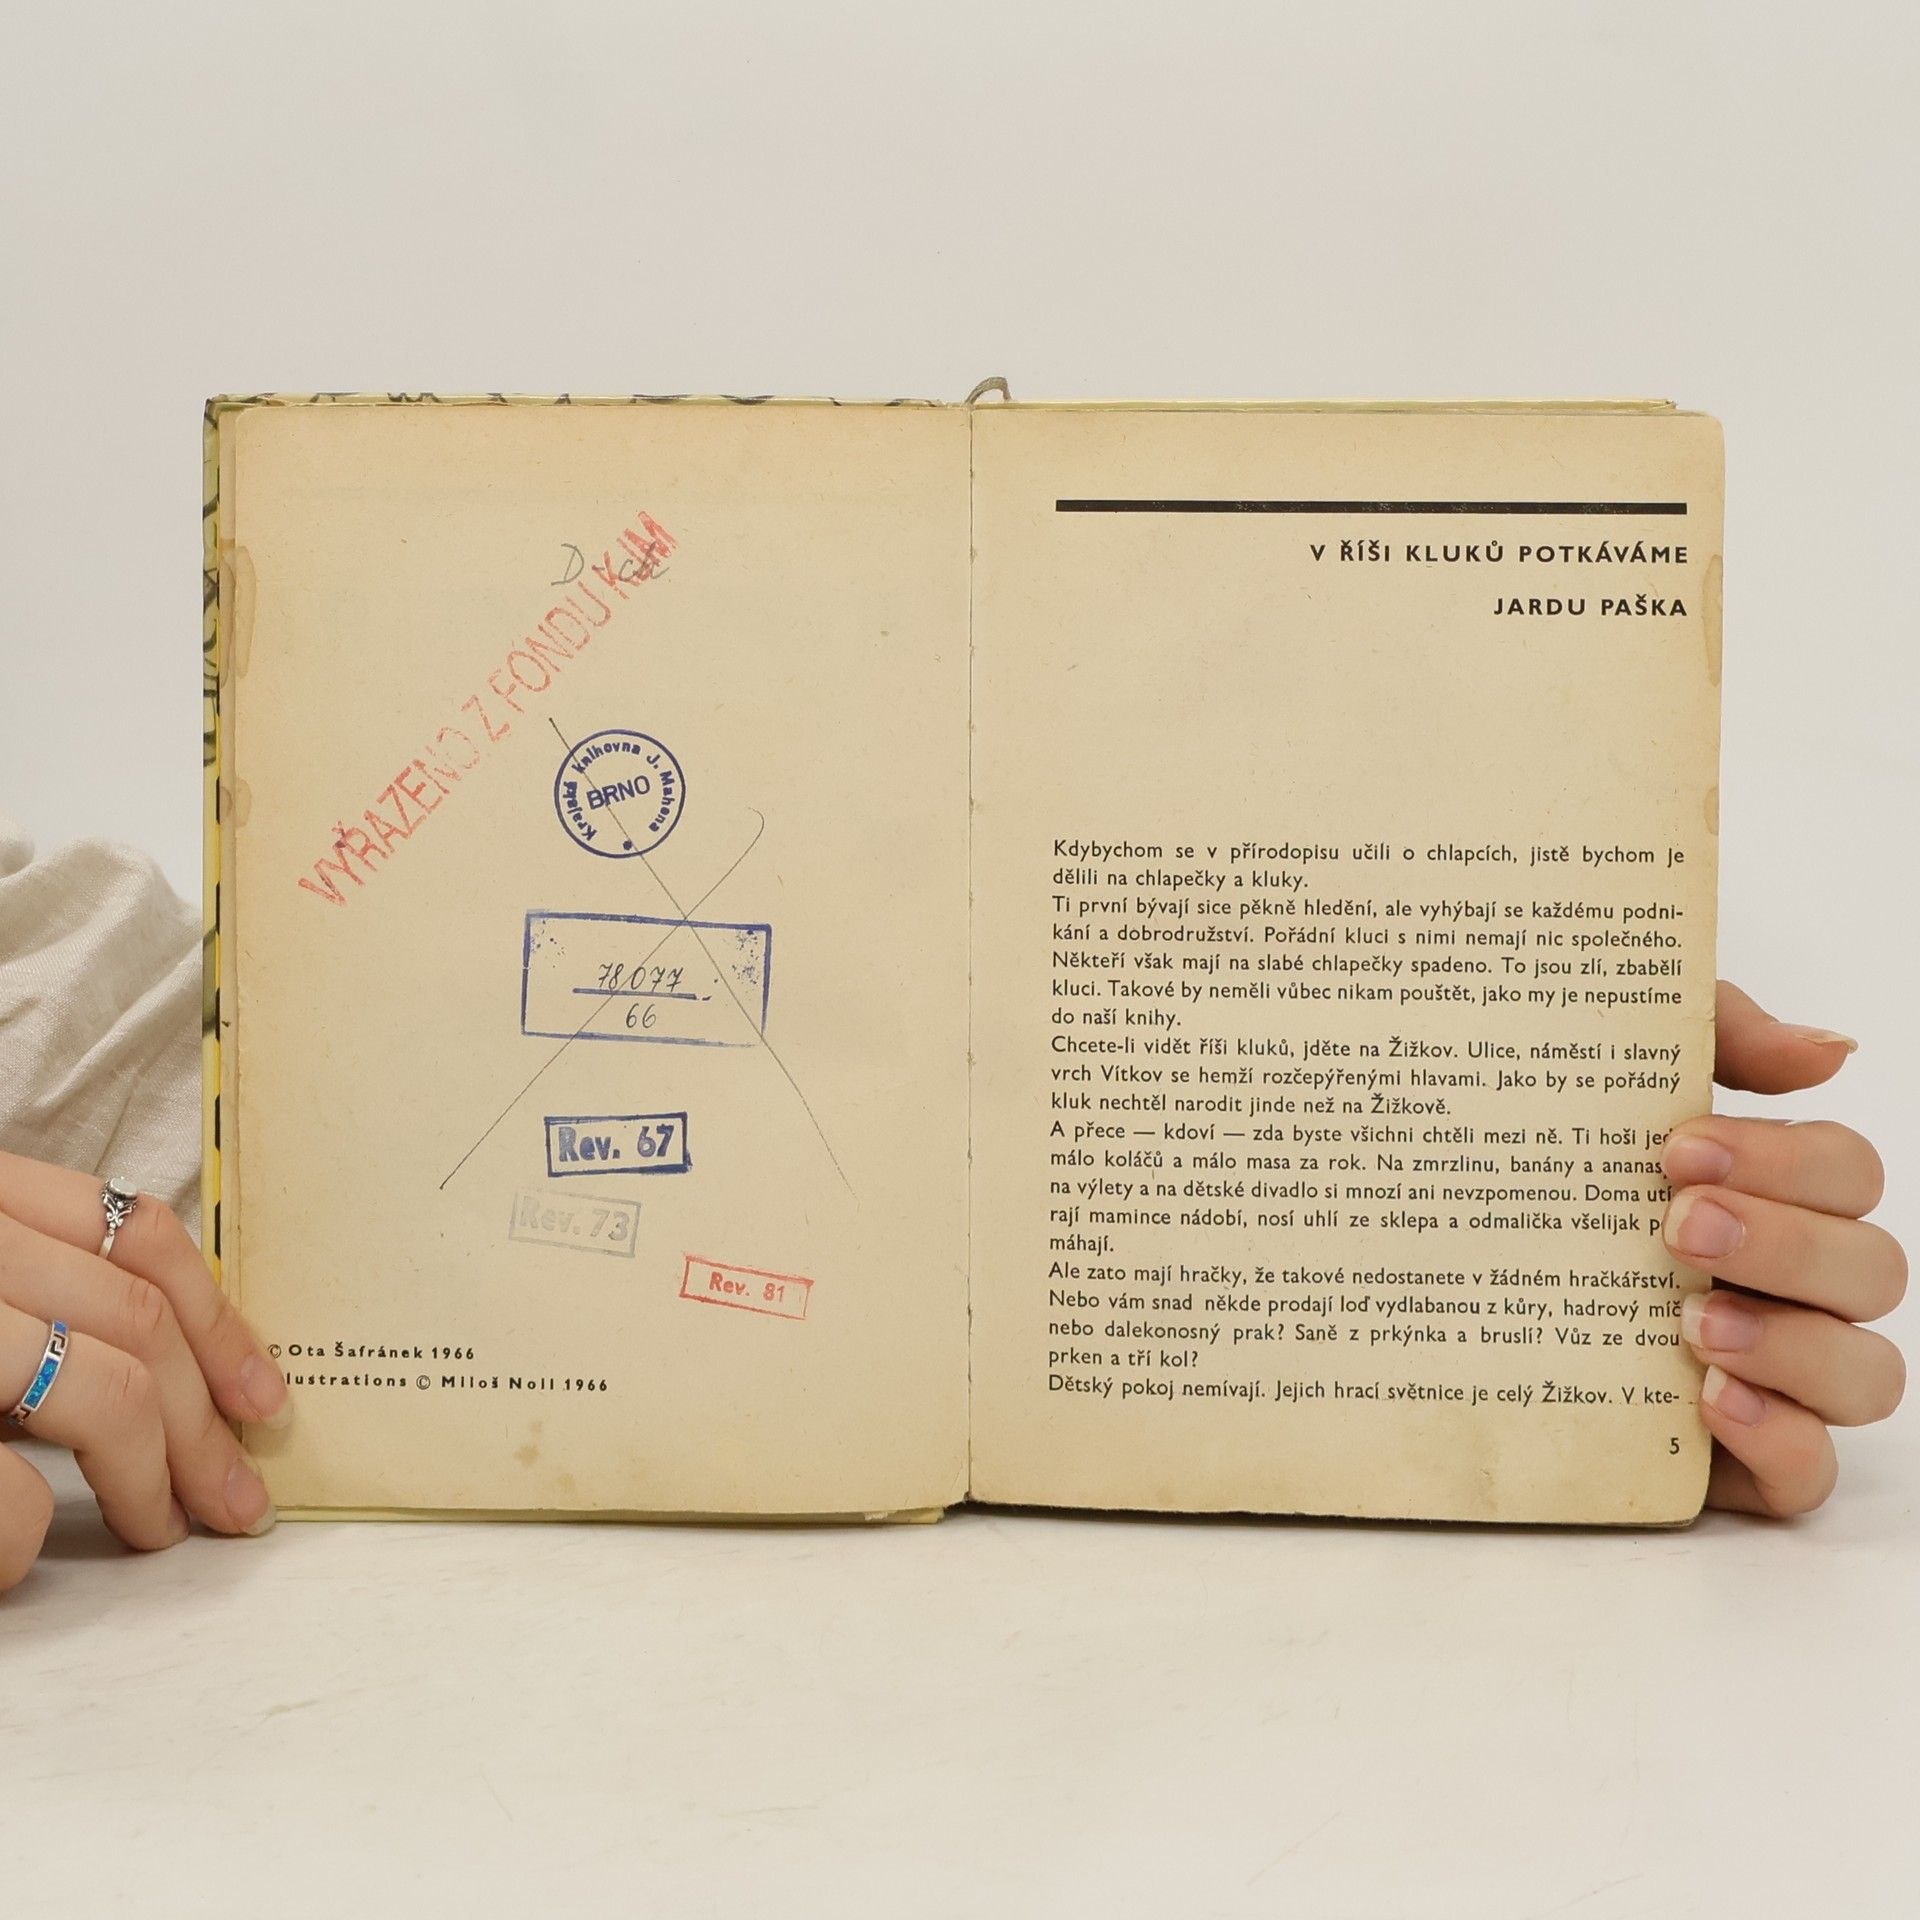 D
VYŘAZENO Z FONDU KJM
Krajská knihovna J. Mahena
BRNO
78077
66
Rev. 67
Rev. 73
Rev. 81
© Ota Šafránek 1966
lustrations © Miloš Noll 1966
V ŘÍŠI KLUKŮ POTKÁVÁME
JARDU PAŠKA
Kdybychom se v přírodopisu učili o chlapcích, jistě bychom je
dělili na chlapečky a kluky.
Ti první bývají sice pěkně hledění, ale vyhýbají se každému podni-
kání a dobrodružství. Pořádní kluci s nimi nemají nic společného.
Někteří však mají na slabé chlapečky spadeno. To jsou zlí, zbabělí
kluci. Takové by neměli vůbec nikam pouštět, jako my je nepustíme
do naší knihy.
Chcete-li vidět říši kluků, jděte na Žižkov. Ulice, náměstí i slavný
vrch Vítkov se hemží rozčepýřenými hlavami. Jako by se pořádný
kluk nechtěl narodit jinde než na Žižkově.
A přece — kdoví — zda byste všichni chtěli mezi ně. Ti hoši jed
málo koláčů a málo masa za rok. Na zmrzlinu, banány a ananas,
na výlety a na dětské divadlo si mnozí ani nevzpomenou. Doma utí-
rají mamince nádobí, nosí uhlí ze sklepa a odmalička všelijak p
máhají.
Ale zato mají hračky, že takové nedostanete v žádném hračkářství.
Nebo vám snad někde prodají loď vydlabanou z kůry, hadrový míč
nebo dalekonosný prak? Saně z prkýnka a bruslí? Vůz ze dvou
prken a tří kol?
Dětský pokoj nemívají. Jejich hrací světnice je celý Žižkov. V kte-
5